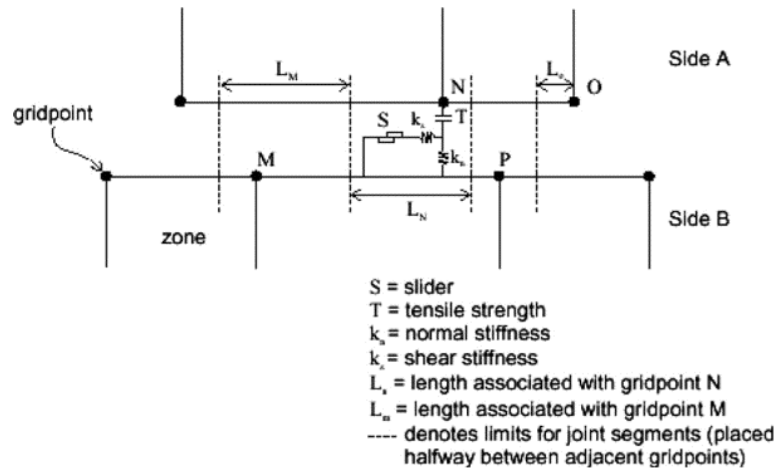 Side A
L_M
L_o
N
O
gridpoint
S
k_s
T
M
k_n
P
L_N
Side B
zone
S = slider
T = tensile strength
k_n = normal stiffness
k_s = shear stiffness
L_n = length associated with gridpoint N
L_m = length associated with gridpoint M
---- denotes limits for joint segments (placed
halfway between adjacent gridpoints)